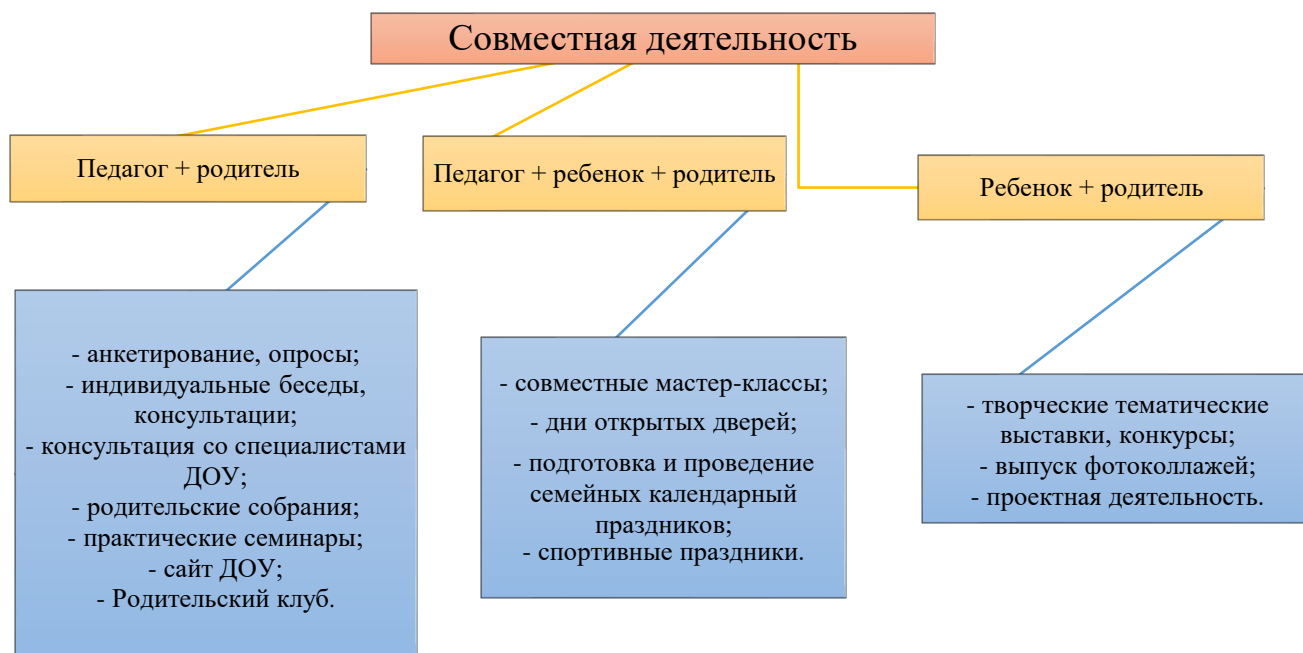 Совместная деятельность
Педагог + родитель
Педагог + ребенок + родитель
Ребенок + родитель
- анкетирование, опросы;
- индивидуальные беседы,
консультации;
- консультация со специалистами
ДОУ;
- родительские собрания;
- практические семинары;
- сайт ДОУ;
- Родительский клуб.
- совместные мастер-классы;
- дни открытых дверей;
- подготовка и проведение
семейных календарный
праздников;
- спортивные праздники.
- творческие тематические
выставки, конкурсы;
- выпуск фотоколлажей;
- проектная деятельность.